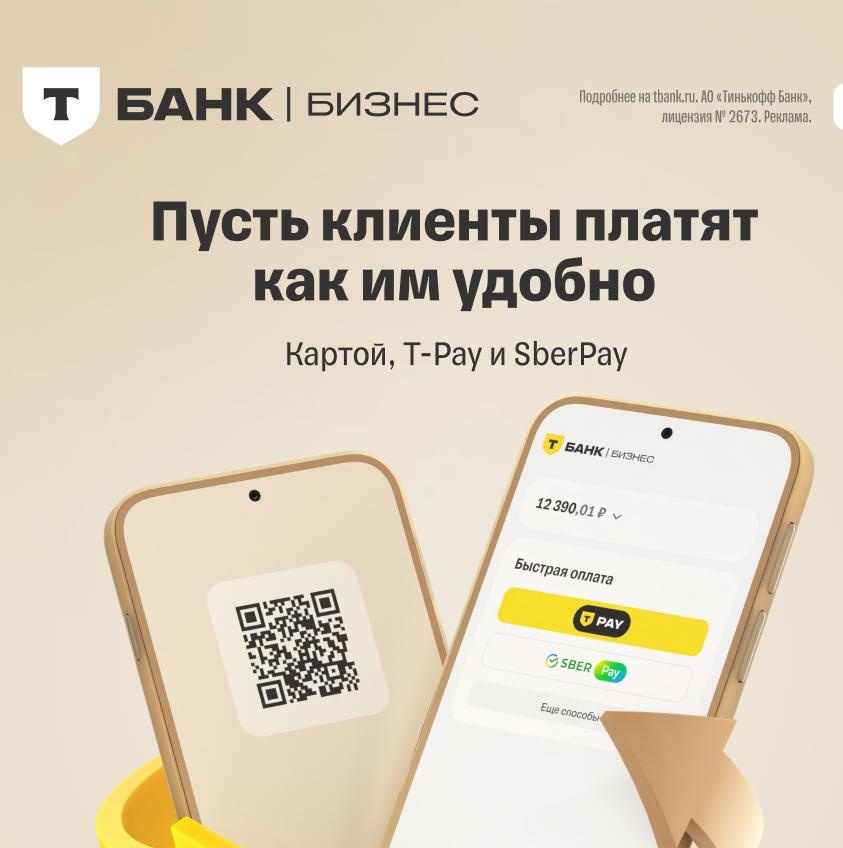 Т БАНК | БИЗНЕС
Подробнее на tbank.ru. АО «Тинькофф Банк»,
лицензия № 2673. Реклама.
Пусть клиенты платят
как им удобно
Картой, T-Pay и SberPay
Т БАНК | БИЗНЕС
12 390,01 ₽
Быстрая оплата
Т PAY
SBER Pay
Еще способы